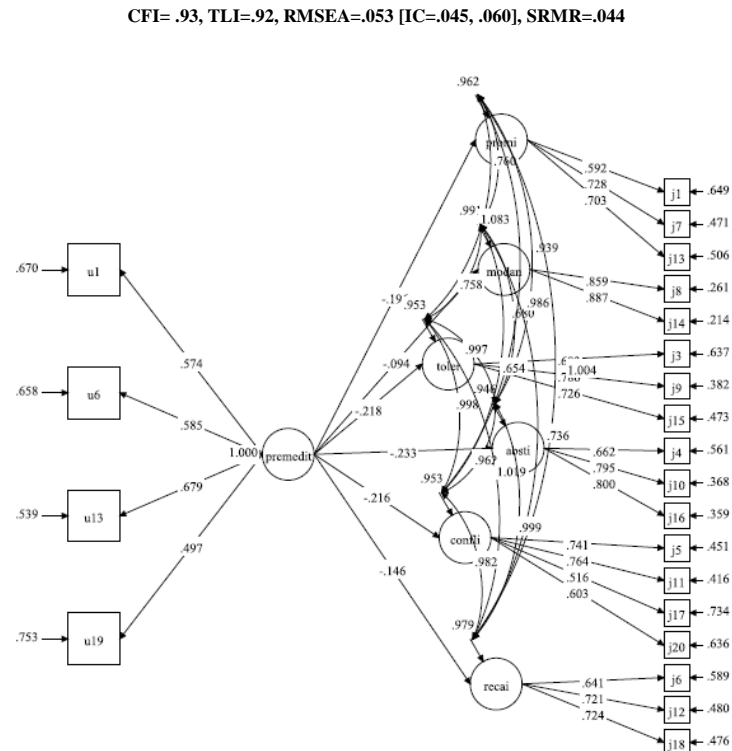 CFI= .93, TLI=.92, RMSEA=.053 [IC=.045, .060], SRMR=.044
.962
promi
.760
.592
j1
.649
.728
j7
.471
.703
j13
.506
1.083
.939
.670
u1
modan
.859
j8
.261
.758
.986
.887
j14
.214
.953
-.094
.997
j3
.637
.574
toler
.654
1.004
j9
.382
.726
j15
.473
.658
u6
-.218
.946
.998
.585
.736
1.000
premedit
-.233
absti
.662
j4
.561
.962
1.019
.795
j10
.368
.953
.800
j16
.359
.679
-.216
.539
u13
.999
confli
.741
j5
.451
.497
.982
.764
j11
.416
-.146
.516
j17
.734
.603
j20
.636
.979
.753
u19
recai
.641
j6
.589
.721
j12
.480
.724
j18
.476